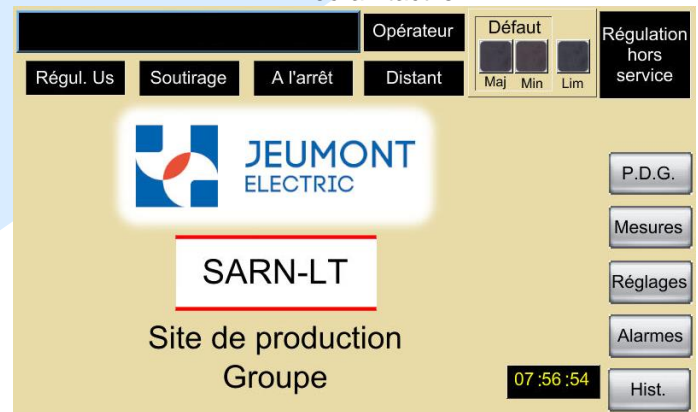 Opérateur
Défaut
Régulation
hors
service
Régul. Us
Soutirage
A l'arrêt
Distant
Maj
Min
Lim
JEUMONT
ELECTRIC
P.D.G.
Mesures
SARN-LT
Réglages
Site de production
Alarmes
Groupe
07:56:54
Hist.